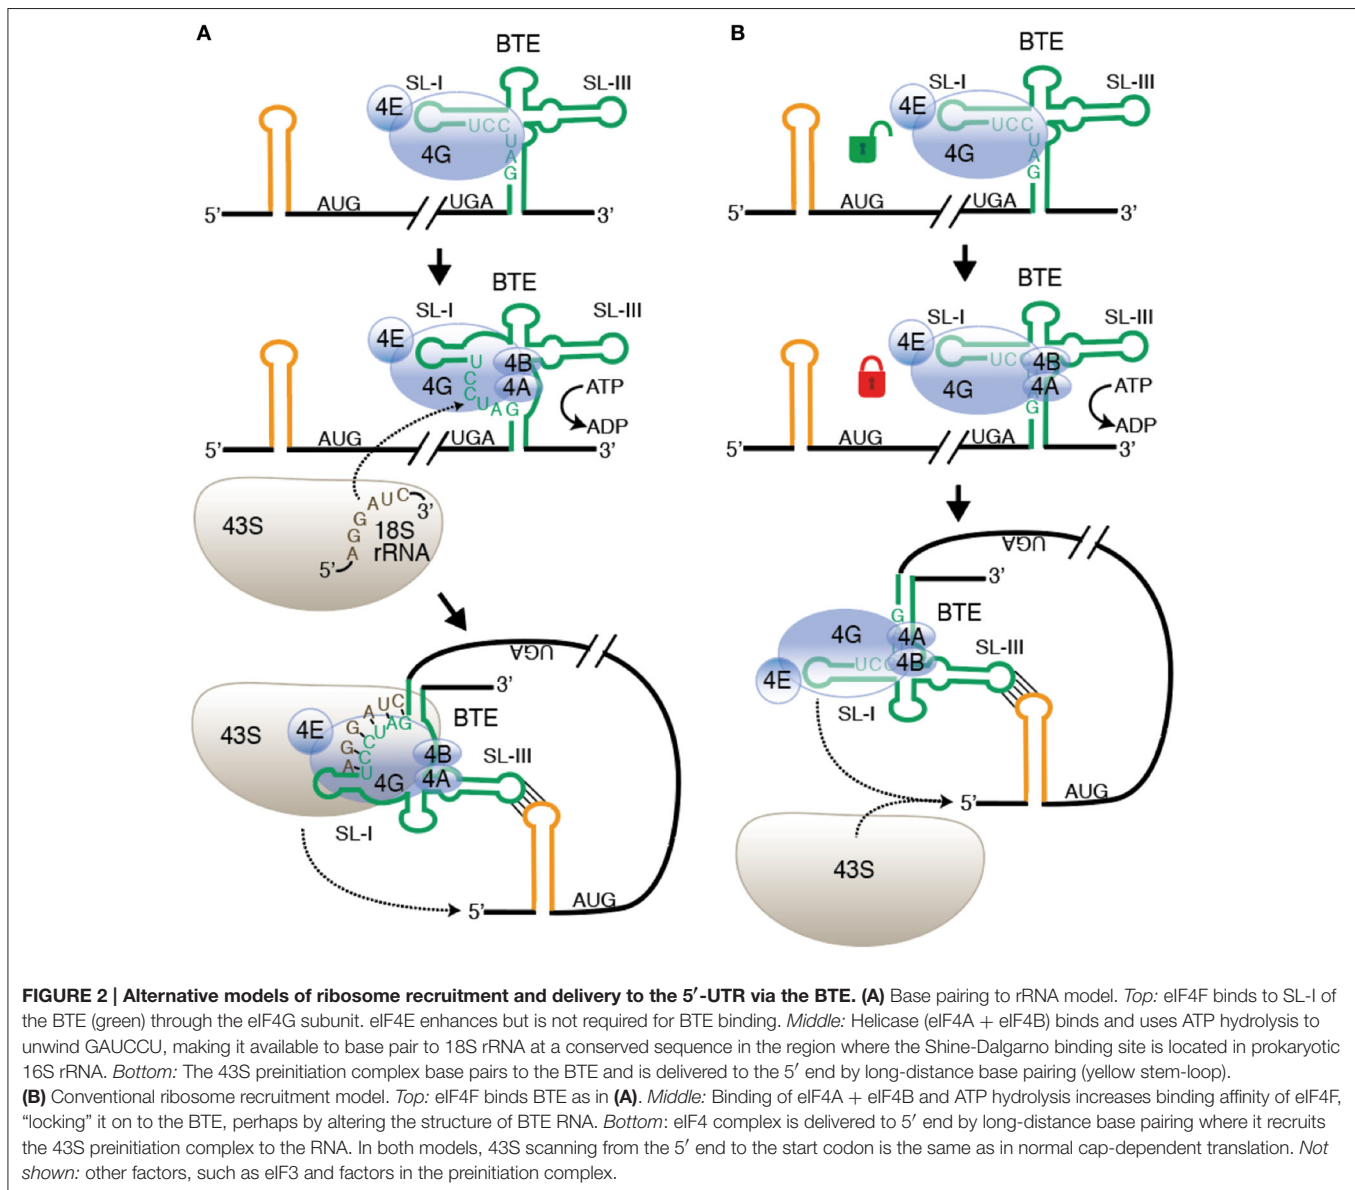 A
BTE
SL-I
SL-III
4E
UCC
U
A
G
4G
AUG
UGA
5’
3’
BTE
SL-I
SL-III
4E
4B
4G
4A
U
C
C
U
A
G
ATP
ADP
AUG
UGA
5’
3’
43S
A
G
G
A
U
C
3’
18S
rRNA
5’
UGA
3’
BTE
43S
4E
A
G
G
A
U
C
U
C
C
U
A
G
4G
4B
4A
SL-III
SL-I
5’
AUG
B
BTE
SL-I
SL-III
4E
UCC
U
A
G
4G
AUG
UGA
5’
3’
BTE
SL-I
SL-III
4E
UC
4B
4G
4A
G
ATP
ADP
AUG
UGA
5’
3’
UGA
3’
G
BTE
4G
4A
4B
UC
4E
SL-III
SL-I
5’
AUG
43S
FIGURE 2 | Alternative models of ribosome recruitment and delivery to the 5′-UTR via the BTE. (A) Base pairing to rRNA model. Top: eIF4F binds to SL-I of
the BTE (green) through the eIF4G subunit. eIF4E enhances but is not required for BTE binding. Middle: Helicase (eIF4A + eIF4B) binds and uses ATP hydrolysis to
unwind GAUCCU, making it available to base pair to 18S rRNA at a conserved sequence in the region where the Shine-Dalgarno binding site is located in prokaryotic
16S rRNA. Bottom: The 43S preinitiation complex base pairs to the BTE and is delivered to the 5′ end by long-distance base pairing (yellow stem-loop).
(B) Conventional ribosome recruitment model. Top: eIF4F binds BTE as in (A). Middle: Binding of eIF4A + eIF4B and ATP hydrolysis increases binding affinity of eIF4F,
“locking” it on to the BTE, perhaps by altering the structure of BTE RNA. Bottom: eIF4 complex is delivered to 5′ end by long-distance base pairing where it recruits
the 43S preinitiation complex to the RNA. In both models, 43S scanning from the 5′ end to the start codon is the same as in normal cap-dependent translation. Not
shown: other factors, such as eIF3 and factors in the preinitiation complex.